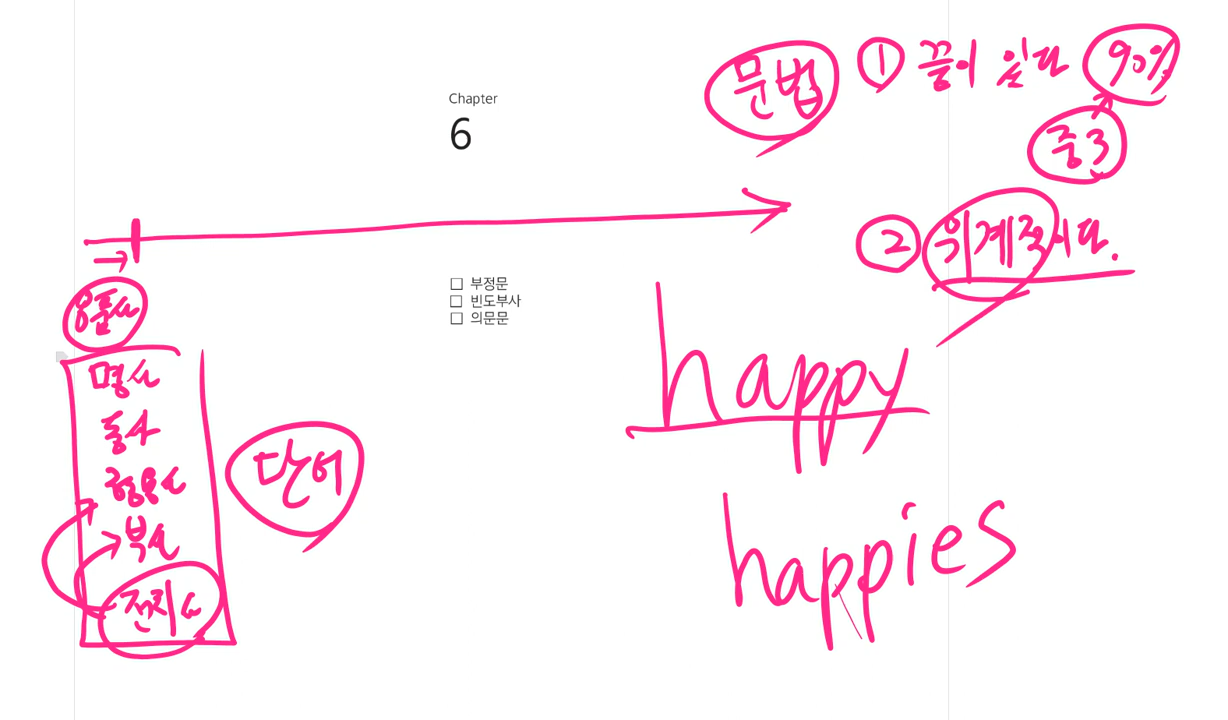 Chapter
6
□ 부정문
□ 빈도부사
□ 의문문
문법 ① 끝이 있다 90%
중3
② 위계적이다.
8품사
명사
동사
형용사
부사
전치사
단어
happy
happies